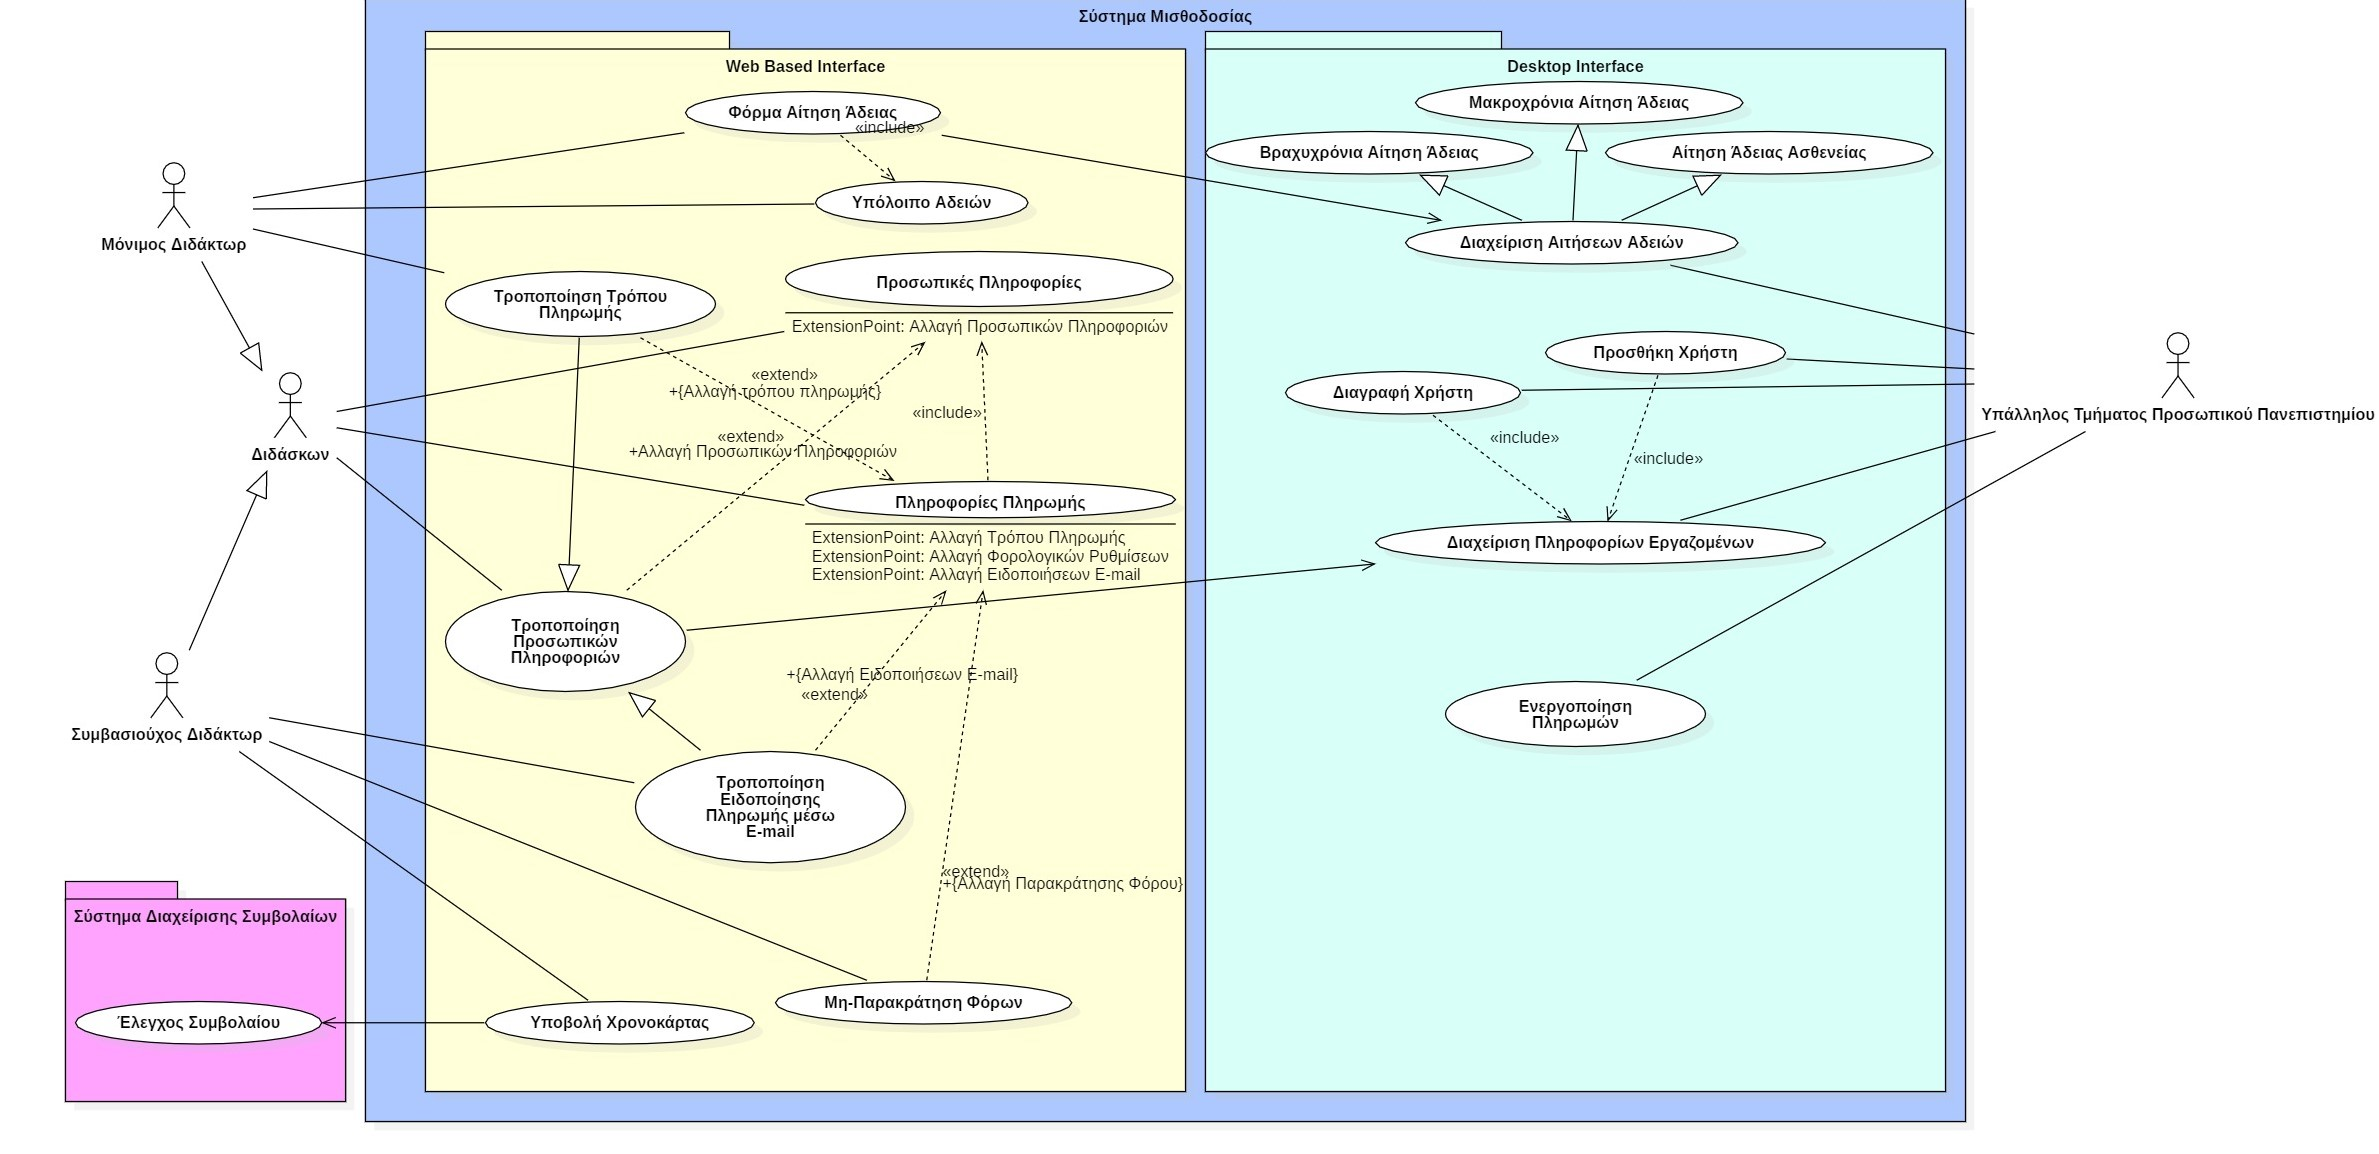 Σύστημα Μισθοδοσίας
Web Based Interface
Desktop Interface
Φόρμα Αίτηση Άδειας
«include»
Μακροχρόνια Αίτηση Άδειας
Βραχυχρόνια Αίτηση Άδειας
Αίτηση Άδειας Ασθενείας
Υπόλοιπο Αδειών
Μόνιμος Διδάκτωρ
Διαχείριση Αιτήσεων Αδειών
Προσωπικές Πληροφορίες
ExtensionPoint: Αλλαγή Προσωπικών Πληροφοριών
Τροποποίηση Τρόπου
Πληρωμής
Προσθήκη Χρήστη
Διαγραφή Χρήστη
«extend»
+{Αλλαγή τρόπου πληρωμής}
«include»
Υπάλληλος Τμήματος Προσωπικού Πανεπιστημίου
«extend»
+Αλλαγή Προσωπικών Πληροφοριών
«include»
«include»
Διδάσκων
Πληροφορίες Πληρωμής
ExtensionPoint: Αλλαγή Τρόπου Πληρωμής
ExtensionPoint: Αλλαγή Φορολογικών Ρυθμίσεων
ExtensionPoint: Αλλαγή Ειδοποιήσεων E-mail
Διαχείριση Πληροφορίων Εργαζομένων
Τροποποίηση
Προσωπικών
Πληροφοριών
+{Αλλαγή Ειδοποιήσεων E-mail}
«extend»
Ενεργοποίηση
Πληρωμών
Συμβασιούχος Διδάκτωρ
Τροποποίηση
Ειδοποίησης
Πληρωμής μέσω
E-mail
«extend»
+{Αλλαγή Παρακράτησης Φόρου}
Σύστημα Διαχείρισης Συμβολαίων
Μη-Παρακράτηση Φόρων
Έλεγχος Συμβολαίου
Υποβολή Χρονοκάρτας